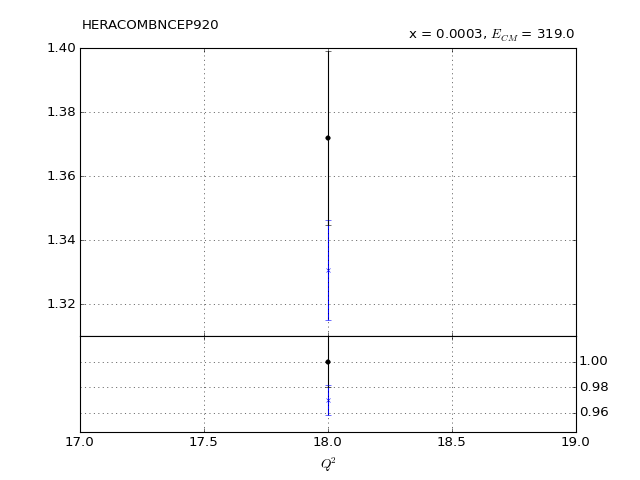 HERACOMBNCEP920
x = 0.0003, E_CM = 319.0
1.40
1.38
1.36
1.34
1.32
1.00
0.98
0.96
17.0 17.5 18.0 18.5 19.0
Q²